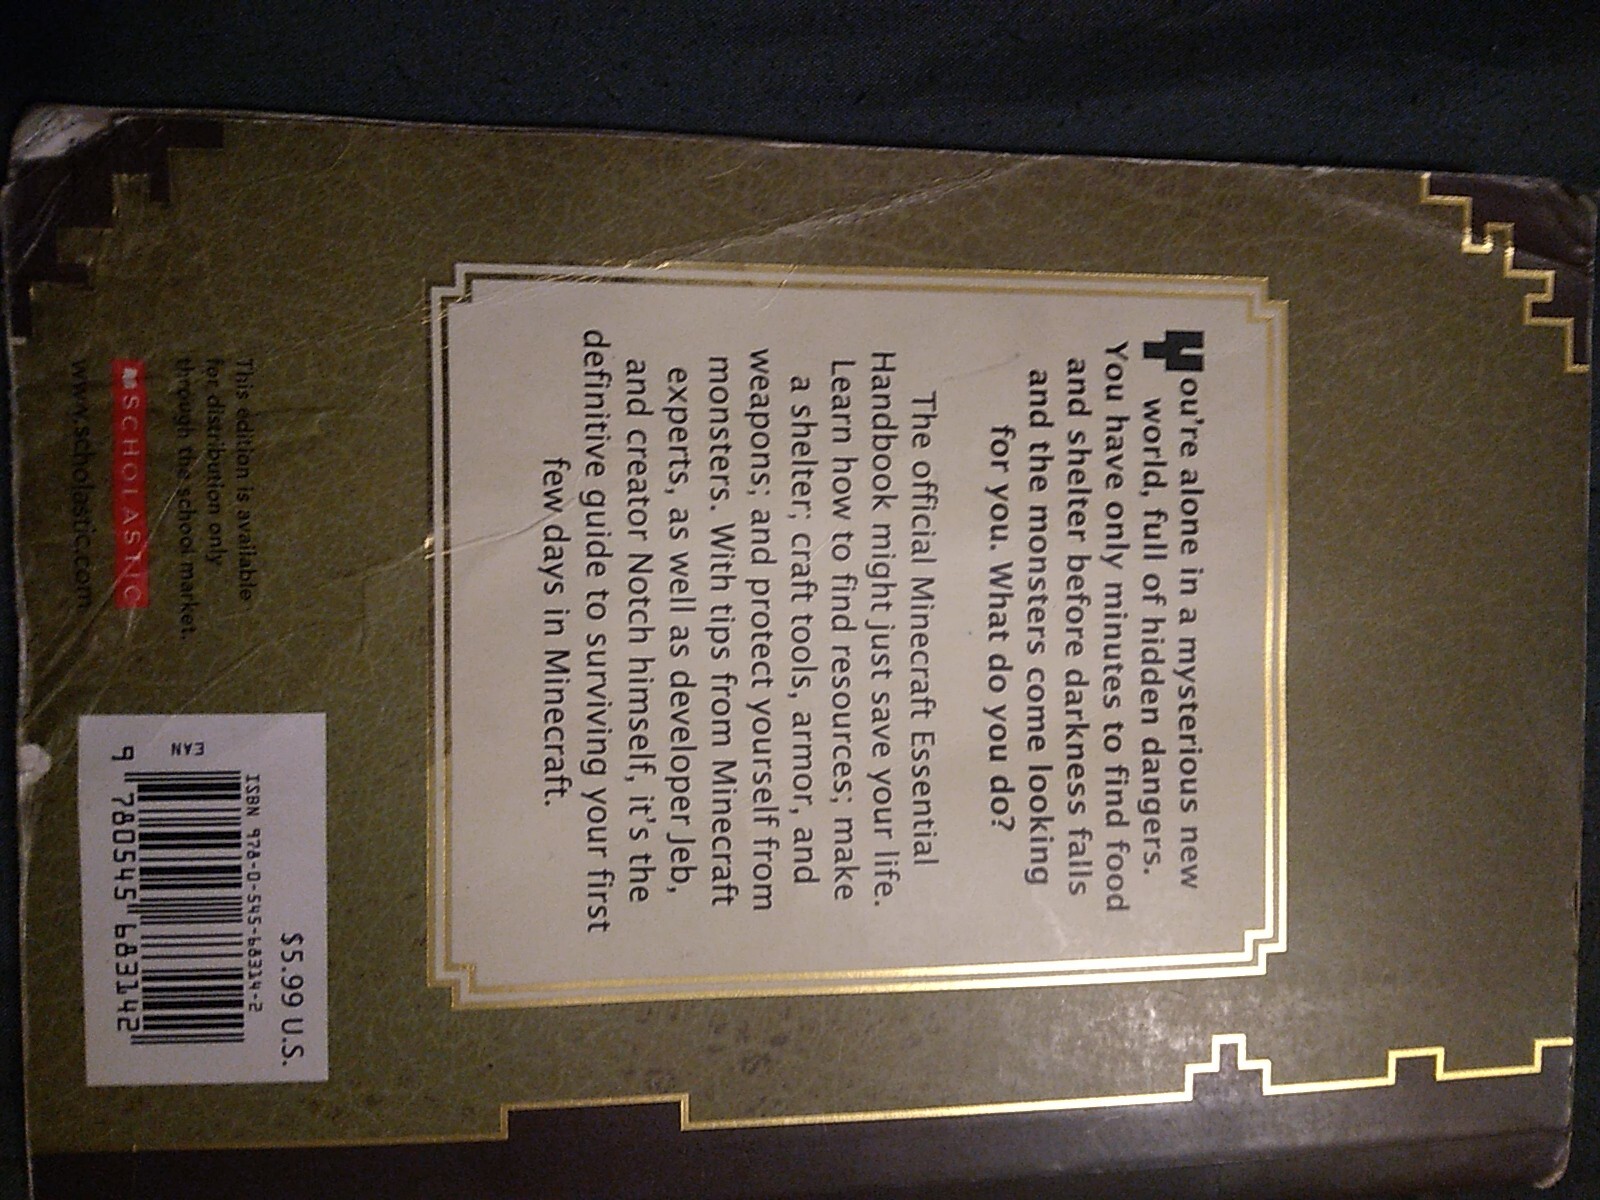 You're alone in a mysterious new
world, full of hidden dangers.
You have only minutes to find food
and shelter before darkness falls
and the monsters come looking
for you. What do you do?
The official Minecraft Essential
Handbook might just save your life.
Learn how to find resources; make
a shelter; craft tools, armor, and
weapons; and protect yourself from
monsters. With tips from Minecraft
experts, as well as developer Jeb,
and creator Notch himself, it's the
definitive guide to surviving your first
few days in Minecraft.
This edition is available
for distribution only
through the school market.
SCHOLASTIC
www.scholastic.com
$5.99 U.S.
ISBN 978-0-545-68314-2
EAN
9 780545 683142